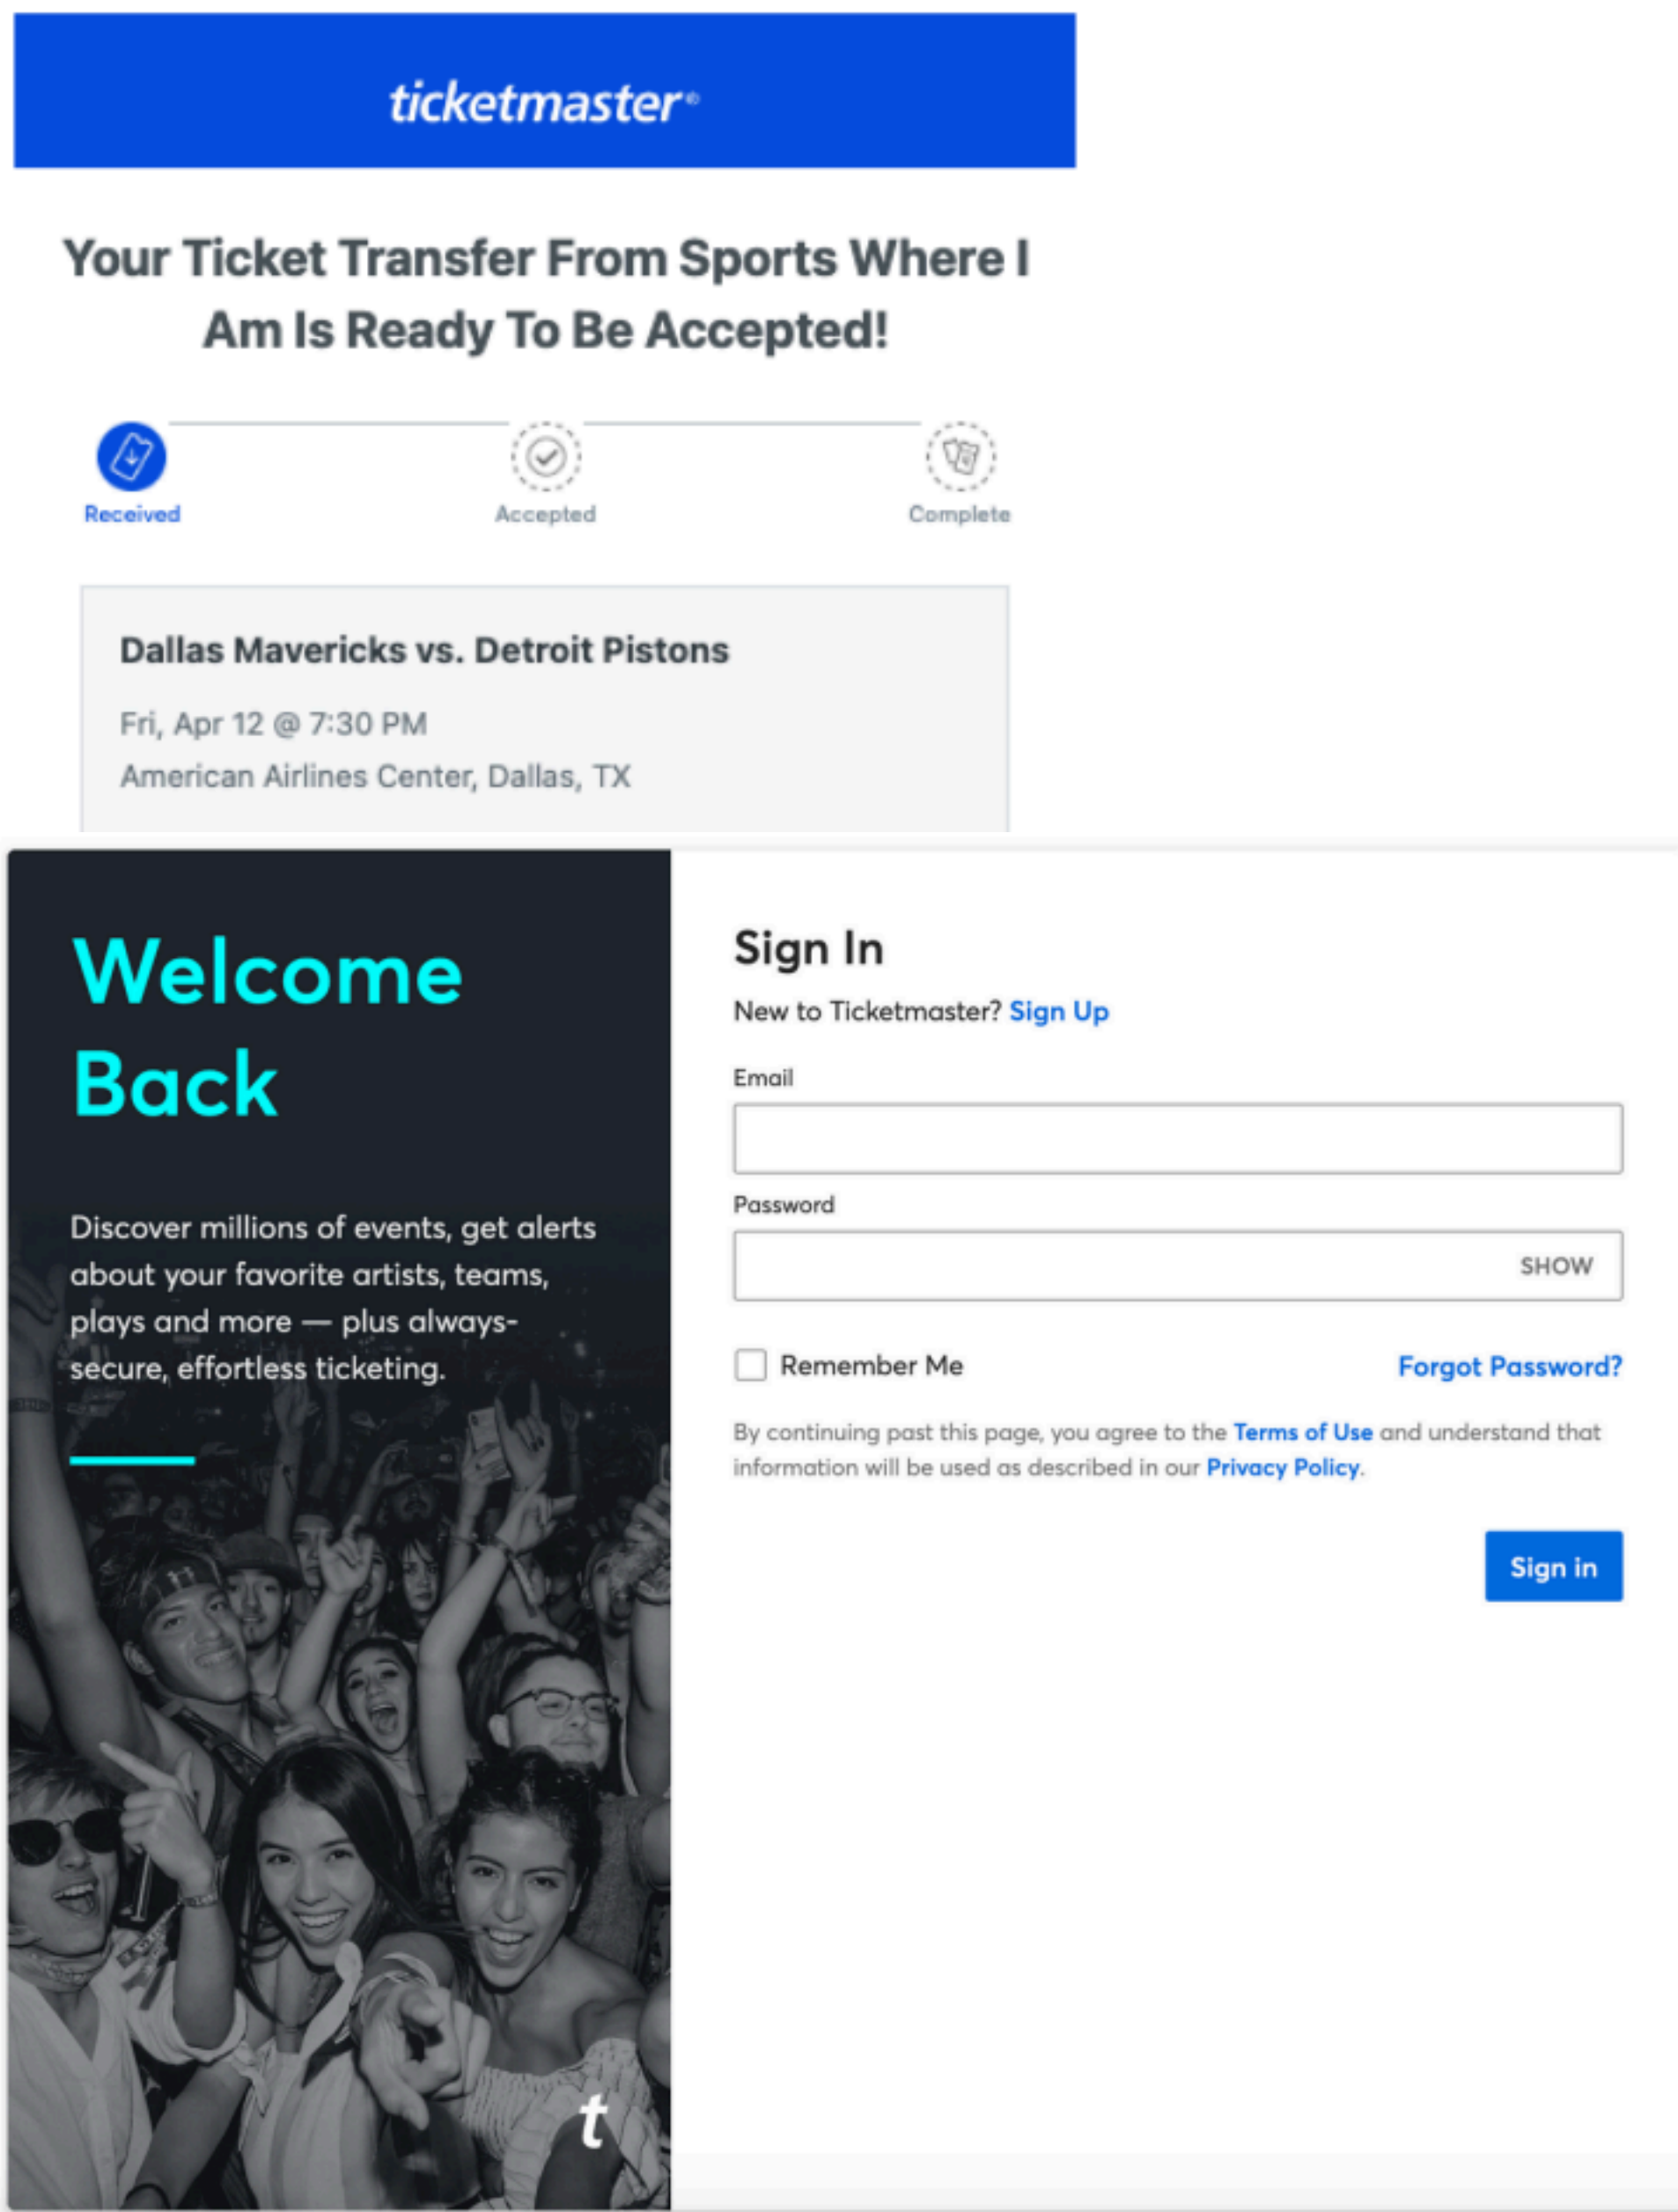 ticketmaster®
Your Ticket Transfer From Sports Where I
Am Is Ready To Be Accepted!
Received
Accepted
Complete
Dallas Mavericks vs. Detroit Pistons
Fri, Apr 12 @ 7:30 PM
American Airlines Center, Dallas, TX
Welcome
Back
Discover millions of events, get alerts
about your favorite artists, teams,
plays and more — plus always-
secure, effortless ticketing.
t
Sign In
New to Ticketmaster? Sign Up
Email
Password
SHOW
Remember Me
Forgot Password?
By continuing past this page, you agree to the Terms of Use and understand that
information will be used as described in our Privacy Policy.
Sign in